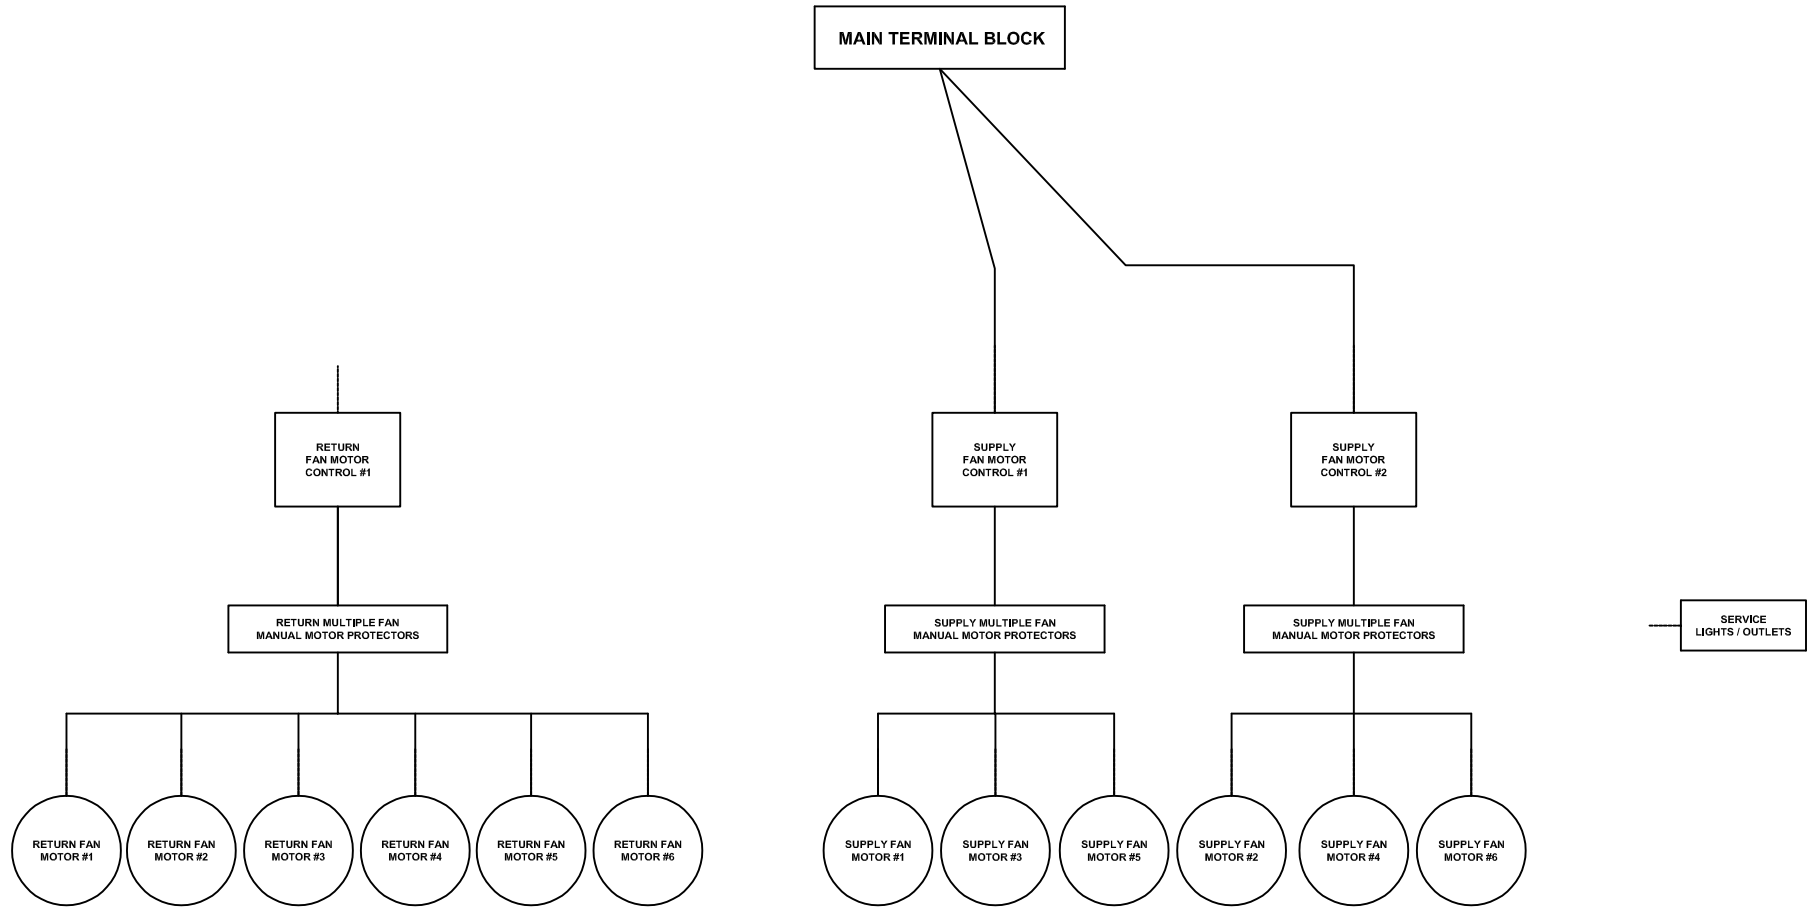 MAIN TERMINAL BLOCK
RETURN
FAN MOTOR
CONTROL #1
SUPPLY
FAN MOTOR
CONTROL #1
SUPPLY
FAN MOTOR
CONTROL #2
RETURN MULTIPLE FAN
MANUAL MOTOR PROTECTORS
SUPPLY MULTIPLE FAN
MANUAL MOTOR PROTECTORS
SUPPLY MULTIPLE FAN
MANUAL MOTOR PROTECTORS
SERVICE
LIGHTS / OUTLETS
RETURN FAN
MOTOR #1
RETURN FAN
MOTOR #2
RETURN FAN
MOTOR #3
RETURN FAN
MOTOR #4
RETURN FAN
MOTOR #5
RETURN FAN
MOTOR #6
SUPPLY FAN
MOTOR #1
SUPPLY FAN
MOTOR #3
SUPPLY FAN
MOTOR #5
SUPPLY FAN
MOTOR #2
SUPPLY FAN
MOTOR #4
SUPPLY FAN
MOTOR #6